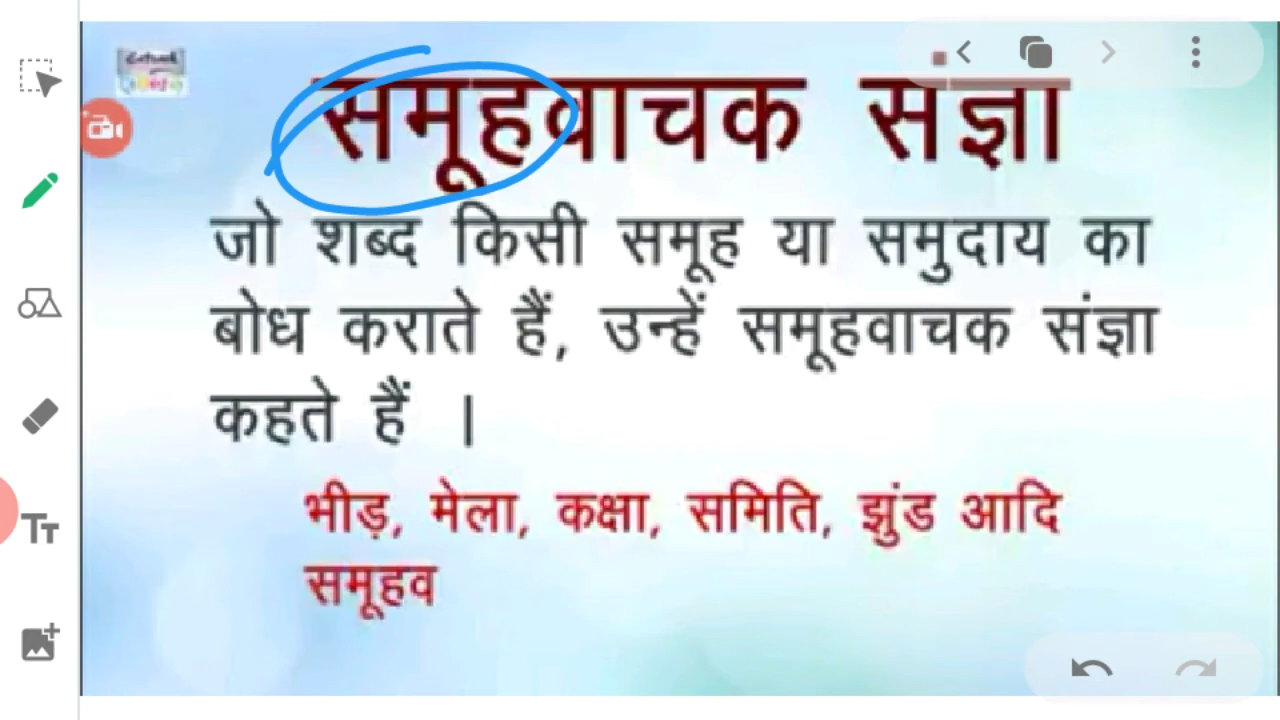 समूहवाचक संज्ञा
जो शब्द किसी समूह या समुदाय का
बोध कराते हैं, उन्हें समूहवाचक संज्ञा
कहते हैं ।
भीड़, मेला, कक्षा, समिति, झुंड आदि
समूहव